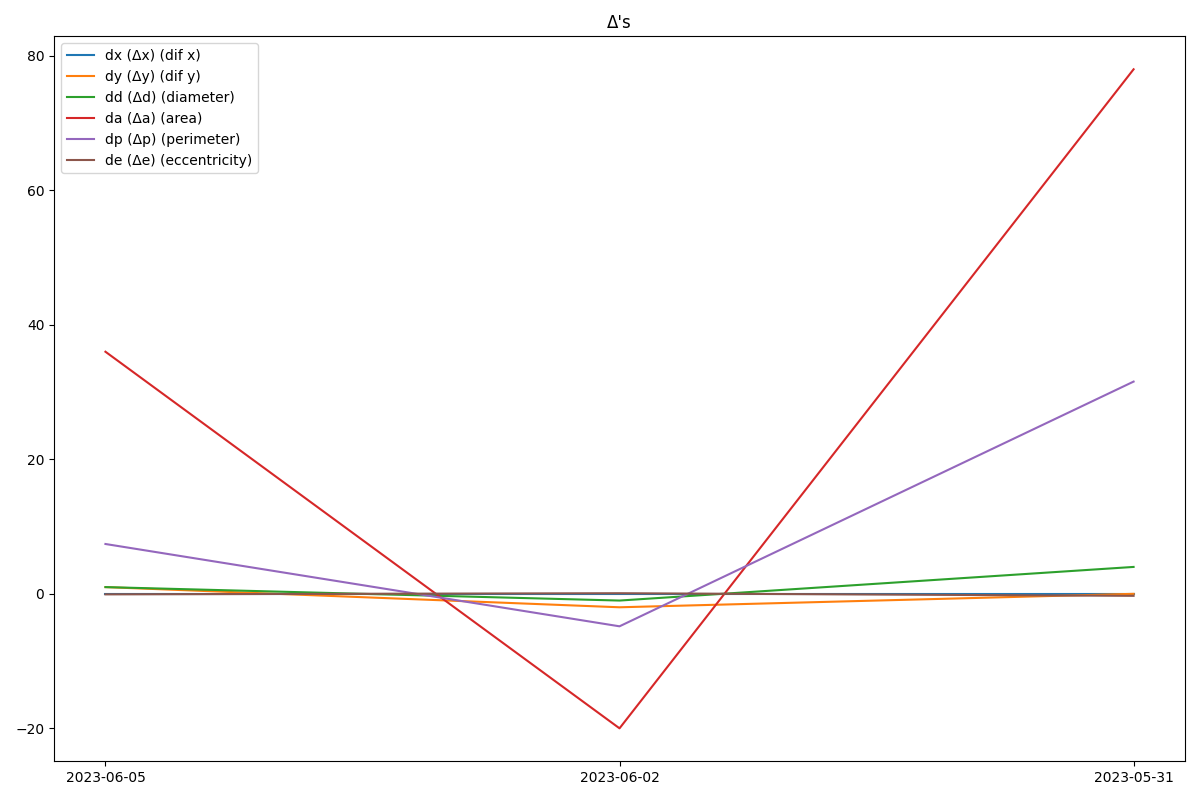 Δ's
dx (Δx) (dif x)
dy (Δy) (dif y)
dd (Δd) (diameter)
da (Δa) (area)
dp (Δp) (perimeter)
de (Δe) (eccentricity)
80
60
40
20
0
−20
2023-06-05 2023-06-02 2023-05-31